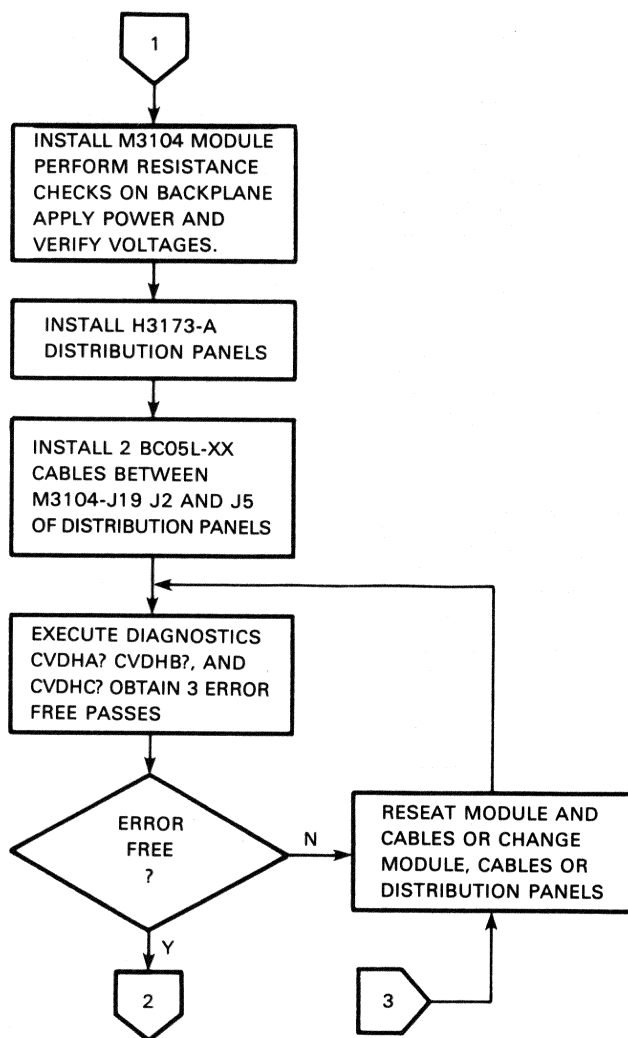 1
INSTALL M3104 MODULE
PERFORM RESISTANCE
CHECKS ON BACKPLANE
APPLY POWER AND
VERIFY VOLTAGES.
INSTALL H3173-A
DISTRIBUTION PANELS
INSTALL 2 BC05L-XX
CABLES BETWEEN
M3104-J19 J2 AND J5
OF DISTRIBUTION PANELS
EXECUTE DIAGNOSTICS
CVDHA? CVDHB?, AND
CVDHC? OBTAIN 3 ERROR
FREE PASSES
ERROR
FREE
?
N
RESEAT MODULE AND
CABLES OR CHANGE
MODULE, CABLES OR
DISTRIBUTION PANELS
Y
2
3